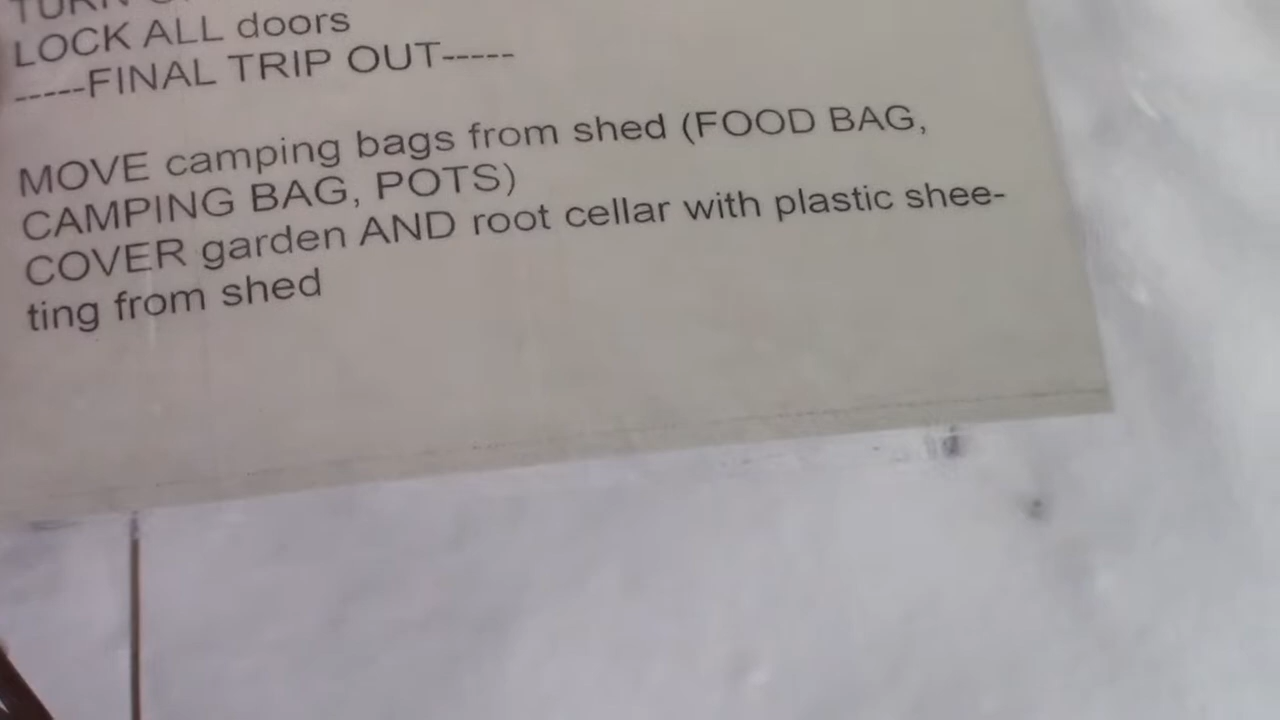 TURN
LOCK ALL doors
-----FINAL TRIP OUT-----
MOVE camping bags from shed (FOOD BAG,
CAMPING BAG, POTS)
COVER garden AND root cellar with plastic shee-
ting from shed